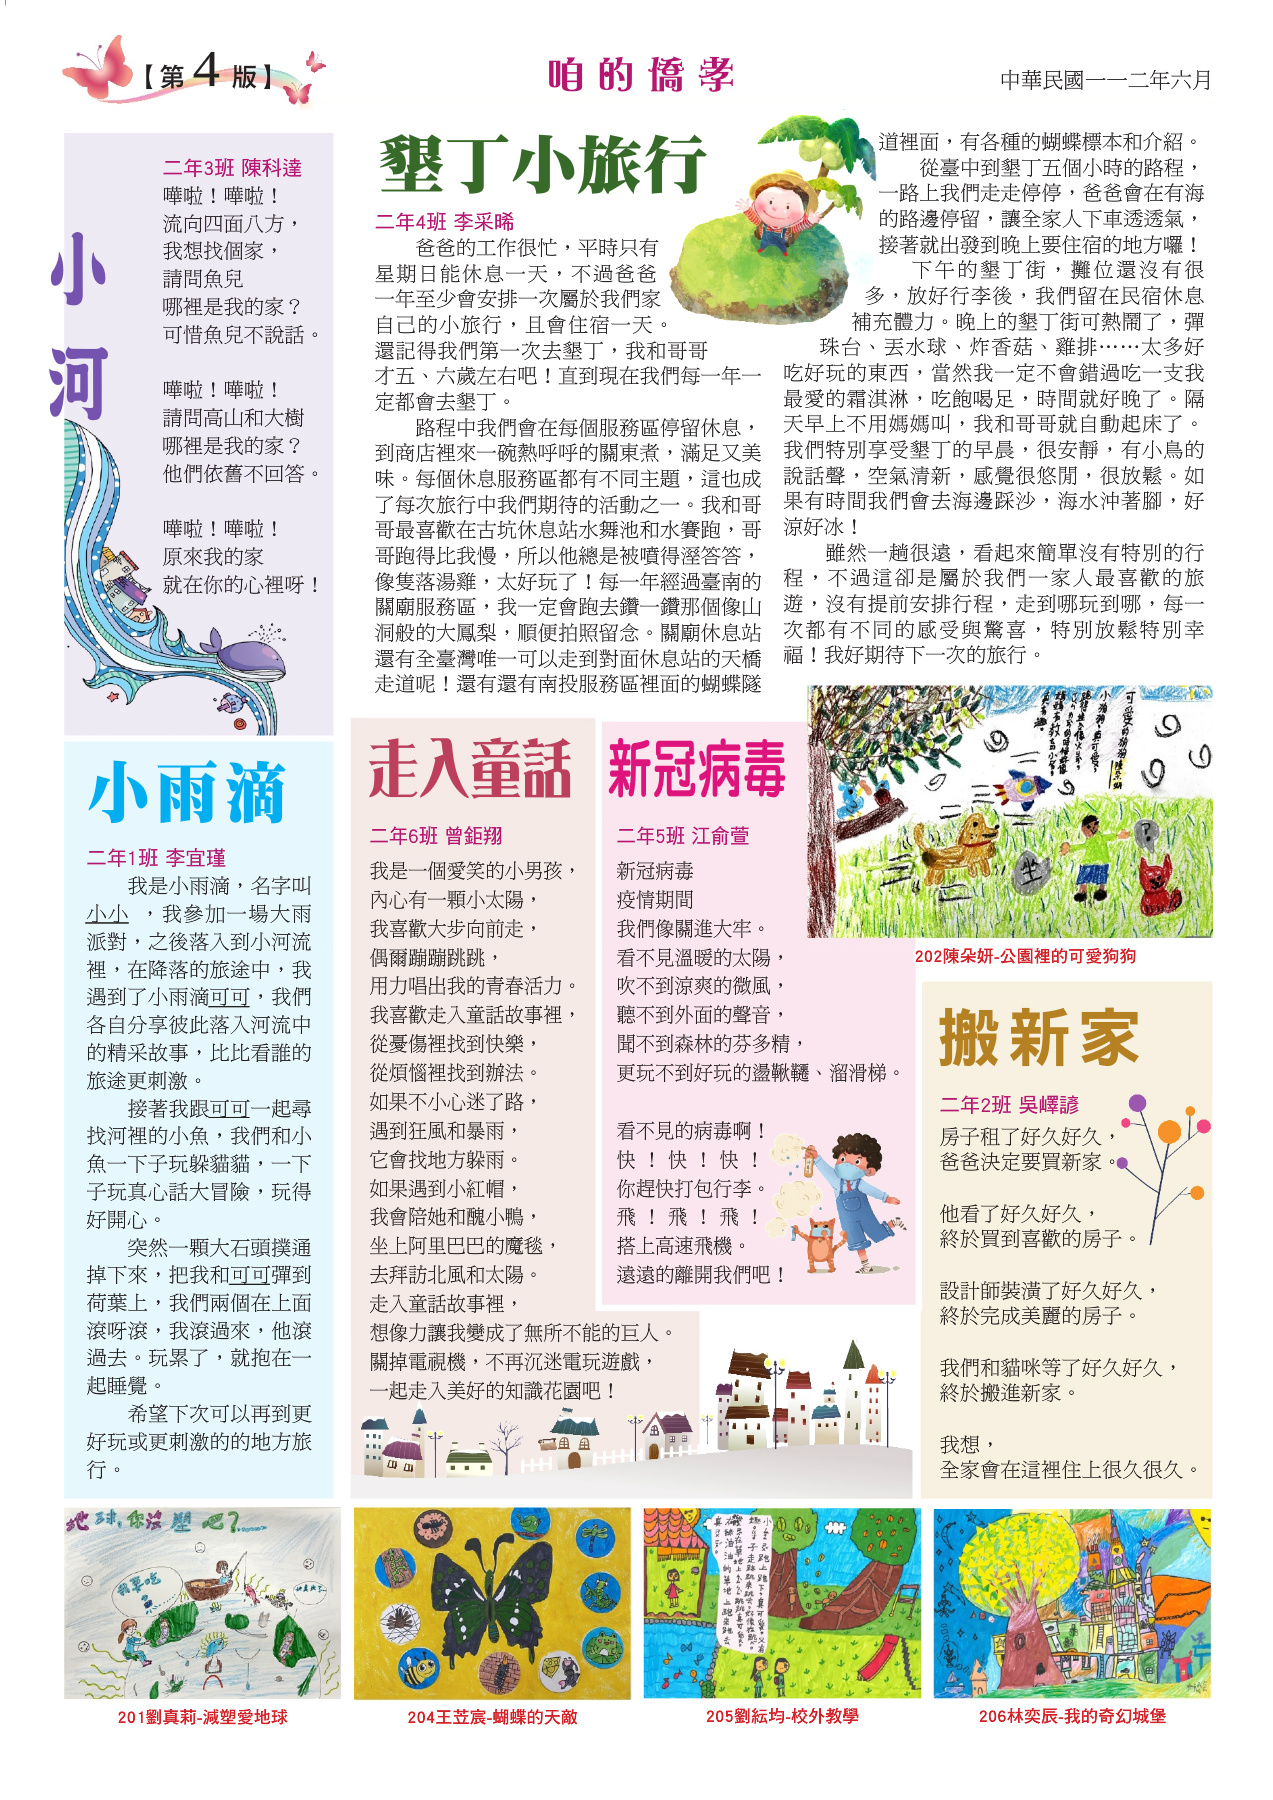 【第4版】
咱的僑孝
中華民國一一二年六月
小河
二年3班 陳科達
嘩啦！嘩啦！
流向四面八方，
我想找個家，
請問魚兒
哪裡是我的家？
可惜魚兒不說話。
嘩啦！嘩啦！
請問高山和大樹
哪裡是我的家？
他們依舊不回答。
嘩啦！嘩啦！
原來我的家
就在你的心裡呀！
墾丁小旅行
二年4班 李采晞
爸爸的工作很忙，平時只有
星期日能休息一天，不過爸爸
一年至少會安排一次屬於我們家
自己的小旅行，且會住宿一天。
還記得我們第一次去墾丁，我和哥哥
才五、六歲左右吧！直到現在我們每一年一
定都會去墾丁。
路程中我們會在每個服務區停留休息，
到商店裡來一碗熱呼呼的關東煮，滿足又美
味。每個休息服務區都有不同主題，這也成
了每次旅行中我們期待的活動之一。我和哥
哥最喜歡在古坑休息站水舞池和水賽跑，哥
哥跑得比我慢，所以他總是被噴得溼答答，
像隻落湯雞，太好玩了！每一年經過臺南的
關廟服務區，我一定會跑去鑽一鑽那個像山
洞般的大鳳梨，順便拍照留念。關廟休息站
還有全臺灣唯一可以走到對面休息站的天橋
走道呢！還有還有南投服務區裡面的蝴蝶隧
道裡面，有各種的蝴蝶標本和介紹。
從臺中到墾丁五個小時的路程，
一路上我們走走停停，爸爸會在有海
的路邊停留，讓全家人下車透透氣，
接著就出發到晚上要住宿的地方囉！
下午的墾丁街，攤位還沒有很
多，放好行李後，我們留在民宿休息
補充體力。晚上的墾丁街可熱鬧了，彈
珠台、丟水球、炸香菇、雞排……太多好
吃好玩的東西，當然我一定不會錯過吃一支我
最愛的霜淇淋，吃飽喝足，時間就好晚了。隔
天早上不用媽媽叫，我和哥哥就自動起床了。
我們特別享受墾丁的早晨，很安靜，有小鳥的
說話聲，空氣清新，感覺很悠閒，很放鬆。如
果有時間我們會去海邊踩沙，海水沖著腳，好
涼好冰！
雖然一趟很遠，看起來簡單沒有特別的行
程，不過這卻是屬於我們一家人最喜歡的旅
遊，沒有提前安排行程，走到哪玩到哪，每一
次都有不同的感受與驚喜，特別放鬆特別幸
福！我好期待下一次的旅行。
小雨滴
二年1班 李宜瑾
我是小雨滴，名字叫
小小 ，我參加一場大雨
派對，之後落入到小河流
裡，在降落的旅途中，我
遇到了小雨滴可可，我們
各自分享彼此落入河流中
的精采故事，比比看誰的
旅途更刺激。
接著我跟可可一起尋
找河裡的小魚，我們和小
魚一下子玩躲貓貓，一下
子玩真心話大冒險，玩得
好開心。
突然一顆大石頭撲通
掉下來，把我和可可彈到
荷葉上，我們兩個在上面
滾呀滾，我滾過來，他滾
過去。玩累了，就抱在一
起睡覺。
希望下次可以再到更
好玩或更刺激的的地方旅
行。
走入童話
二年6班 曾鉅翔
我是一個愛笑的小男孩，
內心有一顆小太陽，
我喜歡大步向前走，
偶爾蹦蹦跳跳，
用力唱出我的青春活力。
我喜歡走入童話故事裡，
從憂傷裡找到快樂，
從煩惱裡找到辦法。
如果不小心迷了路，
遇到狂風和暴雨，
它會找地方躲雨。
如果遇到小紅帽，
我會陪她和醜小鴨，
坐上阿里巴巴的魔毯，
去拜訪北風和太陽。
走入童話故事裡，
想像力讓我變成了無所不能的巨人。
關掉電視機，不再沉迷電玩遊戲，
一起走入美好的知識花園吧！
新冠病毒
二年5班 江俞萱
新冠病毒
疫情期間
我們像關進大牢。
看不見溫暖的太陽，
吹不到涼爽的微風，
聽不到外面的聲音，
聞不到森林的芬多精，
更玩不到好玩的盪鞦韆、溜滑梯。
看不見的病毒啊！
快！快！快！
你趕快打包行李。
飛！飛！飛！
搭上高速飛機。
遠遠的離開我們吧！
坐
?
202陳朵妍-公園裡的可愛狗狗
搬新家
二年2班 吳嶧諺
房子租了好久好久，
爸爸決定要買新家。
他看了好久好久，
終於買到喜歡的房子。
設計師裝潢了好久好久，
終於完成美麗的房子。
我們和貓咪等了好久好久，
終於搬進新家。
我想，
全家會在這裡住上很久很久。
地球，你沒塑吧？
我要吃
201劉真莉-減塑愛地球
204王苙宸-蝴蝶的天敵
205劉紜均-校外教學
206林奕辰-我的奇幻城堡